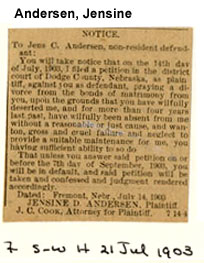 Andersen, Jensine
NOTICE.
To Jens C. Andersen, non-resident defend-
ant:
You will take notice that on the 14th day
of July, 1903, I filed a petition in the district
court of Dodge County, Nebraska, as plain-
tiff, against you as defendant, praying a di-
vorce from the bonds of matrimony from
you, upon the grounds that you have wilfully
deserted me, and for more than four years
last past, have wilfully been absent from me
without a reasonable or just cause, and wan-
ton, gross and cruel failure and neglect to
provide a suitable maintenance for me, you
having sufficient ability to so do.
That unless you answer said petition on or
before the 7th day of September, 1903, you
will be in default, and said petition will be
taken and confessed and judgment rendered
accordingly.
Dated: Fremont, Nebr., July 14, 1903
JENSINE D. ANDERSEN, Plaintiff.
J. C. COOK, Attorney for Plaintiff. 7 14 4
F S-W H 21 Jul 1903